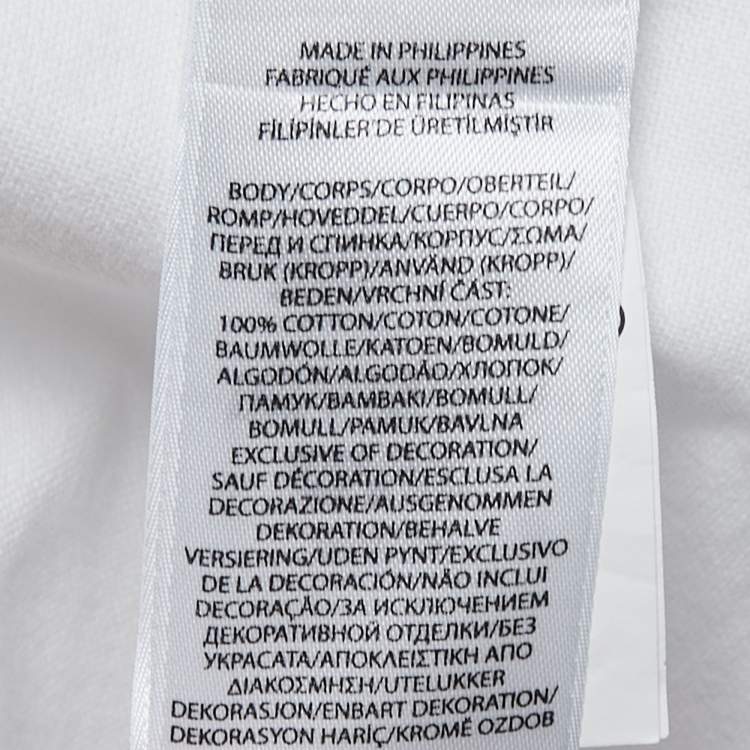 MADE IN PHILIPPINES
FABRIQUÉ AUX PHILIPPINES
HECHO EN FILIPINAS
FİLİPİNLER'DE ÜRETİLMİŞTİR
BODY/CORPS/CORPO/OBERTEIL/
ROMP/HOVEDDEL/CUERPO/CORPO/
ПЕРЕД И СПИНКА/КОРПУС/ΣΩΜΑ/
BRUK (KROPP)/ANVÄND (KROPP)/
BEDEN/VRCHNÍ ČÁST:
100% COTTON/COTON/COTONE/
BAUMWOLLE/KATOEN/BOMULD/
ALGODÓN/ALGODÃO/ХЛОПОК/
ПАМУК/ΒΑΜΒΑΚΙ/BOMULL/
BOMULL/PAMUK/BAVLNA
EXCLUSIVE OF DECORATION/
SAUF DÉCORATION/ESCLUSA LA
DECORAZIONE/AUSGENOMMEN
DEKORATION/BEHALVE
VERSIERING/UDEN PYNT/EXCLUSIVO
DE LA DECORACIÓN/NÃO INCLUI
DECORAÇÃO/ЗА ИСКЛЮЧЕНИЕМ
ДЕКОРАТИВНОЙ ОТДЕЛКИ/БЕЗ
УКРАСАТА/ΑΠΟΚΛΕΙΣΤΙΚΗ ΑΠΟ
ΔΙΑΚΟΣΜΗΣΗ/UTELUKKER
DEKORASJON/ENBART DEKORATION/
DEKORASYON HARİÇ/KROMĚ OZDOB